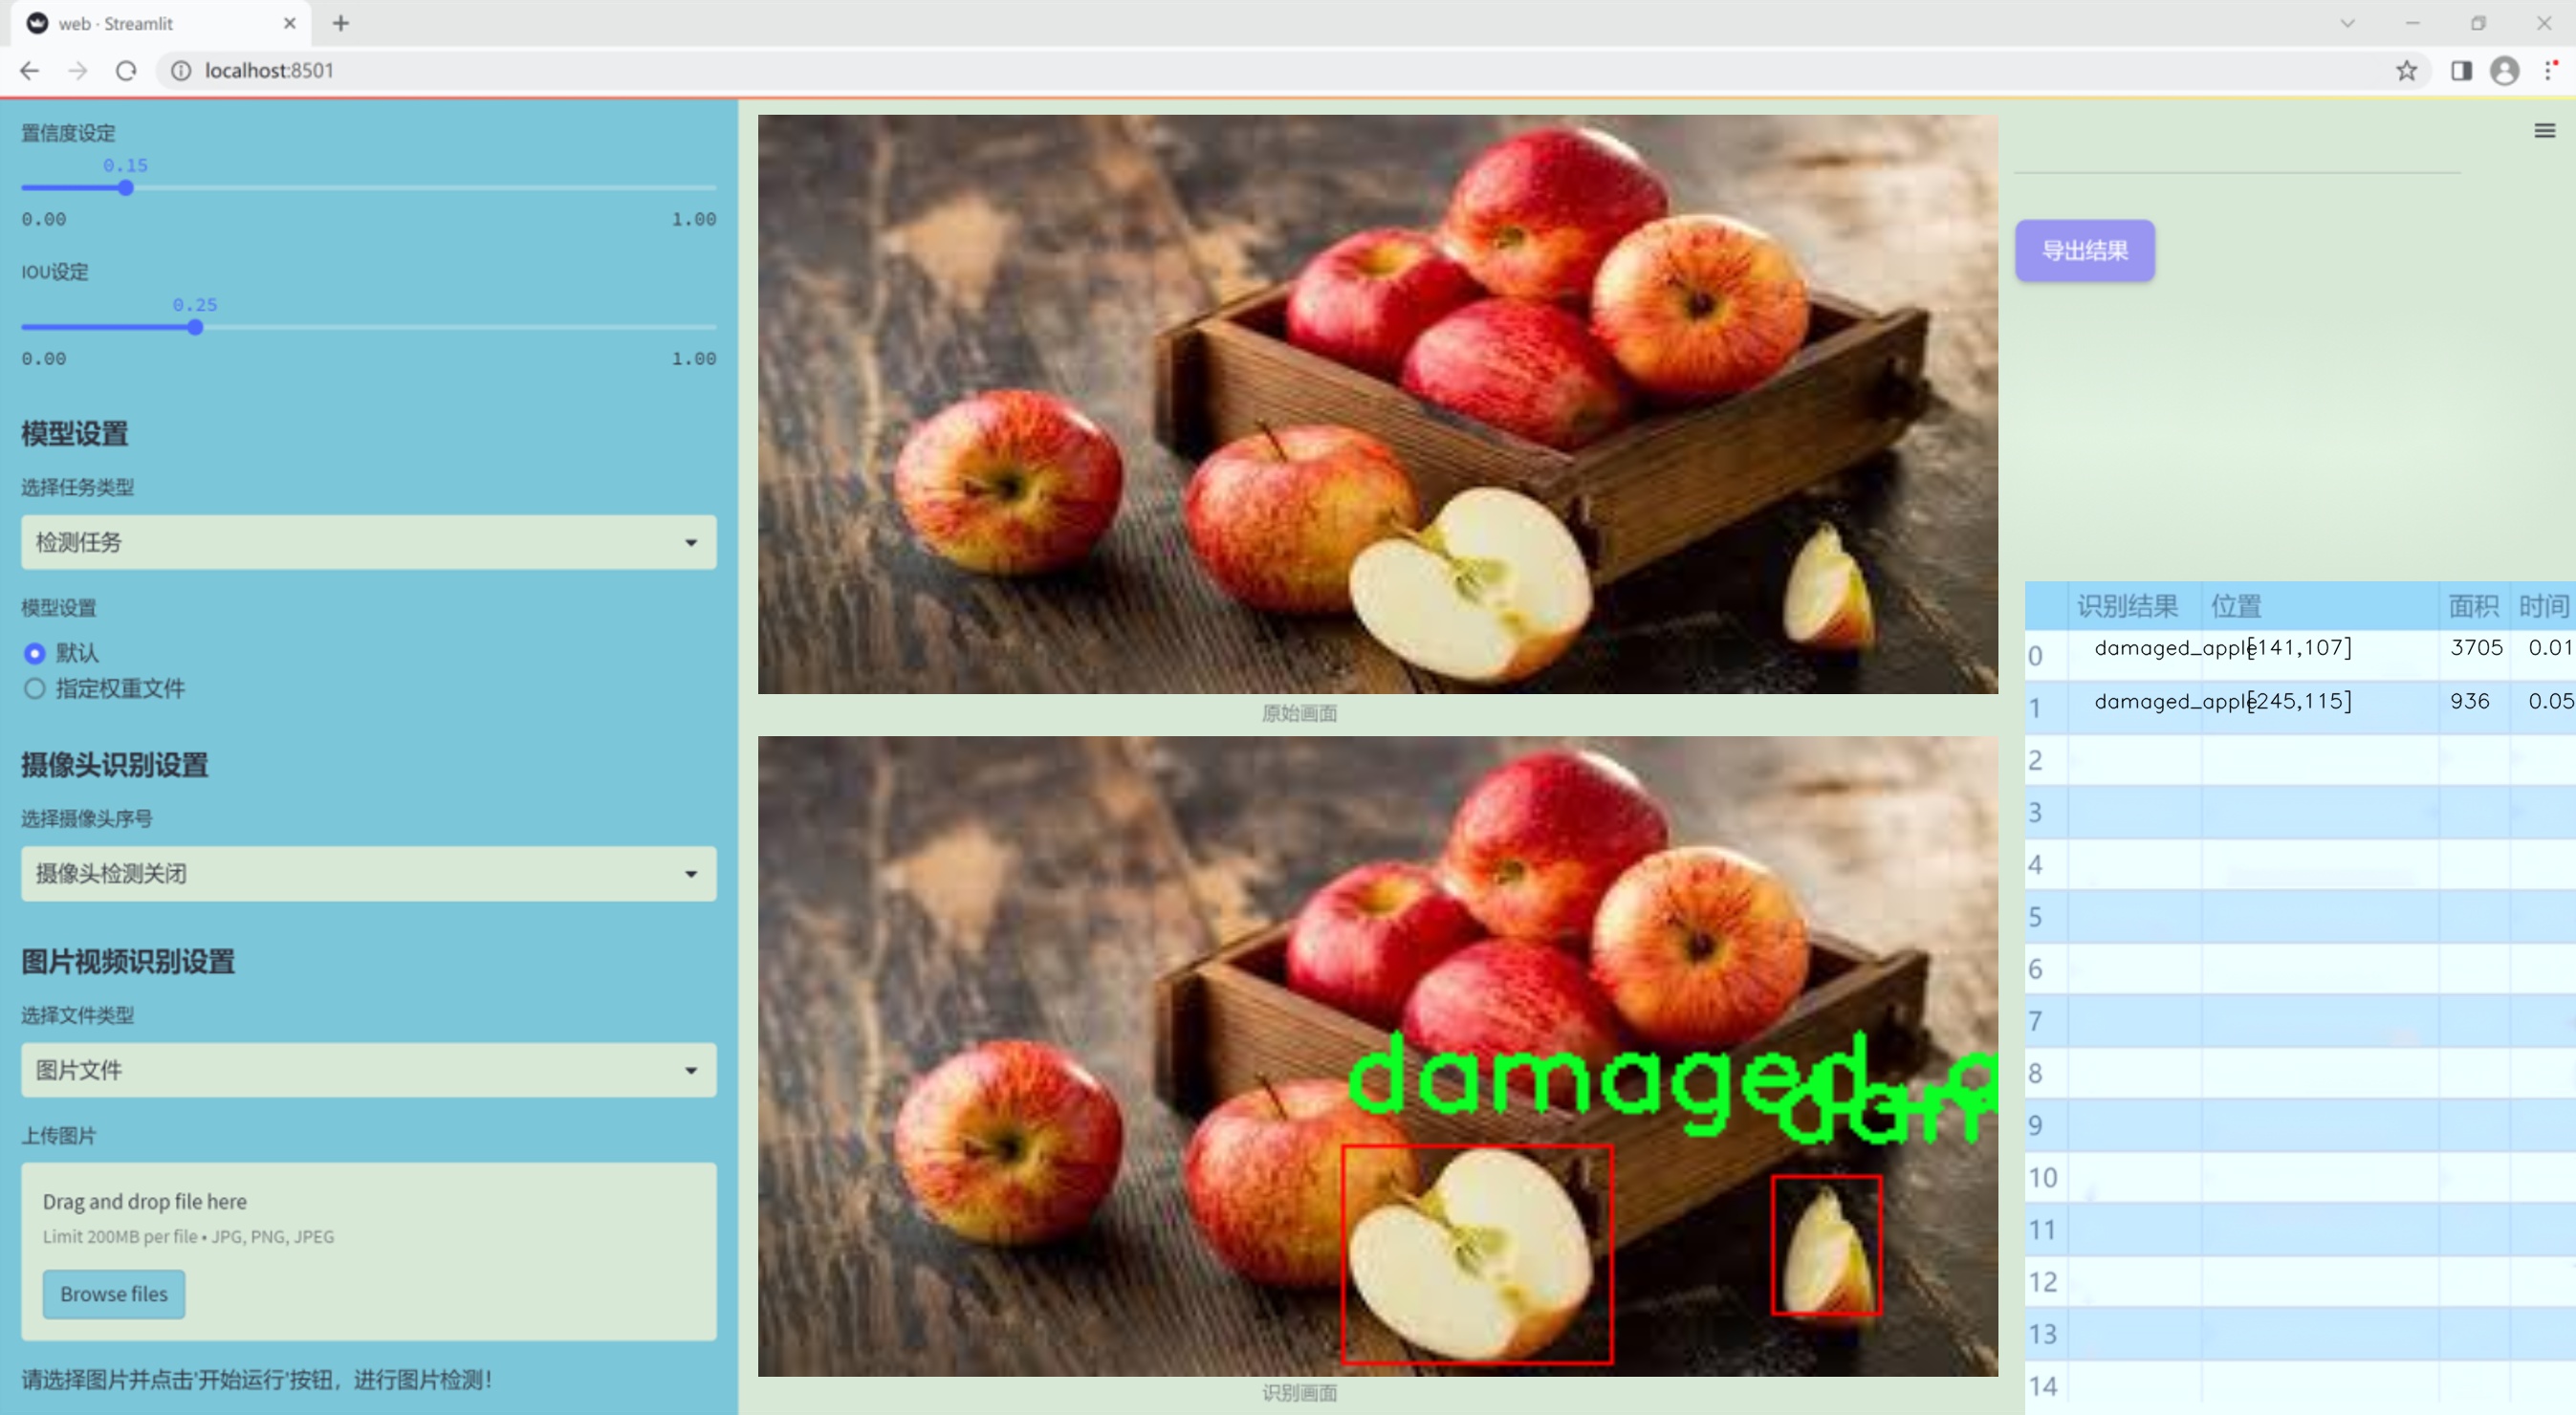 web · Streamlit
localhost:8501
置信度设定
0.15
0.00 1.00
IOU设定
0.25
0.00 1.00
模型设置
选择任务类型
检测任务
模型设置
默认
指定权重文件
摄像头识别设置
选择摄像头序号
摄像头检测关闭
图片视频识别设置
选择文件类型
图片文件
上传图片
Drag and drop file here
Limit 200MB per file • JPG, PNG, JPEG
Browse files
请选择图片并点击'开始运行'按钮，进行图片检测！
原始画面
damaged_a
dam
识别画面
导出结果
识别结果 位置 面积 时间
0 damaged_apple [141,107] 3705 0.01
1 damaged_apple [245,115] 936 0.05
2
3
4
5
6
7
8
9
10
11
12
13
14